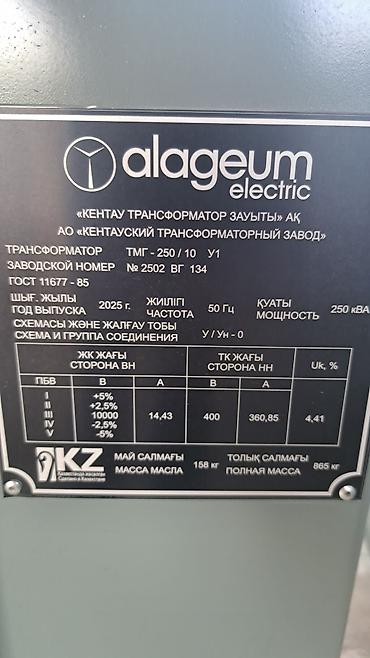 alageum
electric
«КЕНТАУ ТРАНСФОРМАТОР ЗАУЫТЫ» АҚ
АО «КЕНТАУСКИЙ ТРАНСФОРМАТОРНЫЙ ЗАВОД»
ТРАНСФОРМАТОР ТМГ - 250 / 10 У1
ЗАВОДСКОЙ НОМЕР № 2502 ВГ 134
ГОСТ 11677 - 85
ШЫҒ. ЖЫЛЫ ЖИІЛІГІ ҚУАТЫ
ГОД ВЫПУСКА 2025 г. ЧАСТОТА 50 Гц МОЩНОСТЬ 250 кВА
СХЕМАСЫ ЖӘНЕ ЖАЛҒАУ ТОБЫ
СХЕМА И ГРУППА СОЕДИНЕНИЯ У / Ун - 0
ЖК ЖАҒЫ ТК ЖАҒЫ
СТОРОНА ВН СТОРОНА НН Uk, %
ПБВ В А В А
I +5%
II +2,5%
III 10000 14,43 400 360,85 4,41
IV -2,5%
V -5%
KZ
Қазақстанда жасалған
Сделано в Казахстане
МАЙ САЛМАҒЫ ТОЛЫҚ САЛМАҒЫ
МАССА МАСЛА 158 кг ПОЛНАЯ МАССА 865 кг